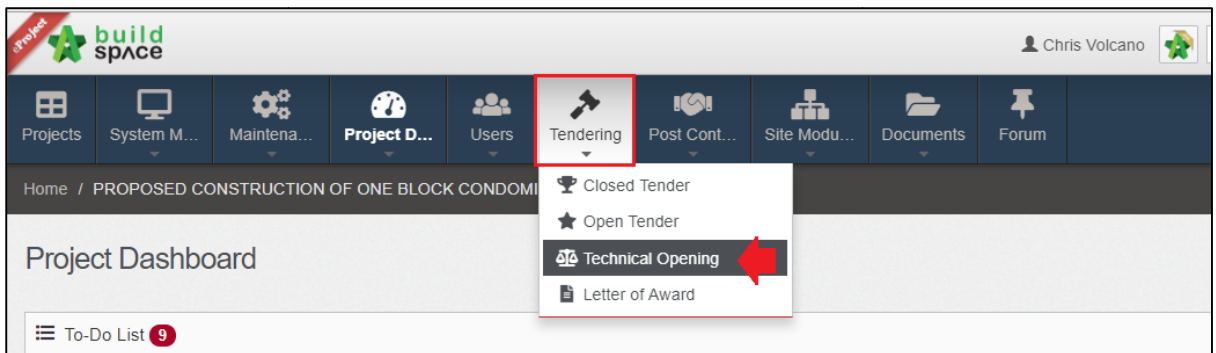 eProject
build
spʌce
Chris Volcano
Projects
System M...
Maintena...
Project D...
Users
Tendering
Post Cont...
Site Modu...
Documents
Forum
Home / PROPOSED CONSTRUCTION OF ONE BLOCK CONDOMI
Closed Tender
Open Tender
Technical Opening
Letter of Award
Project Dashboard
To-Do List 9